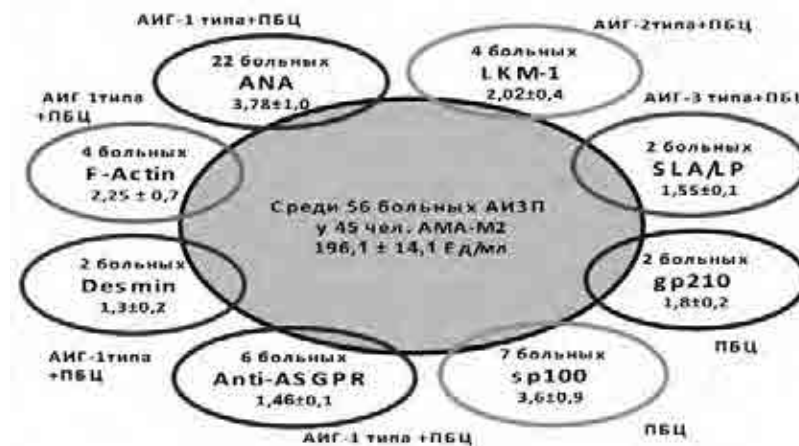 АИГ-1 типа+ПБЦ
22 больных
ANA
3,78±1,0
АИГ-2типа+ПБЦ
4 больных
LKM-1
2,02±0,4
АИГ 1типа
+ПБЦ
4 больных
F-Actin
2,25 ± 0,7
АИГ-3 типа+ПБЦ
2 больных
SLA/LP
1,55±0,1
Среди 56 больных АИЗП
у 45 чел. АМА-М2
196,1 ± 14,1 Ед/мл
2 больных
Desmin
1,3±0,2
АИГ-1типа
+ПБЦ
2 больных
gp210
1,8±0,2
ПБЦ
6 больных
Anti-ASGPR
1,46±0,1
АИГ-1 типа +ПБЦ
7 больных
sp100
3,6±0,9
ПБЦ